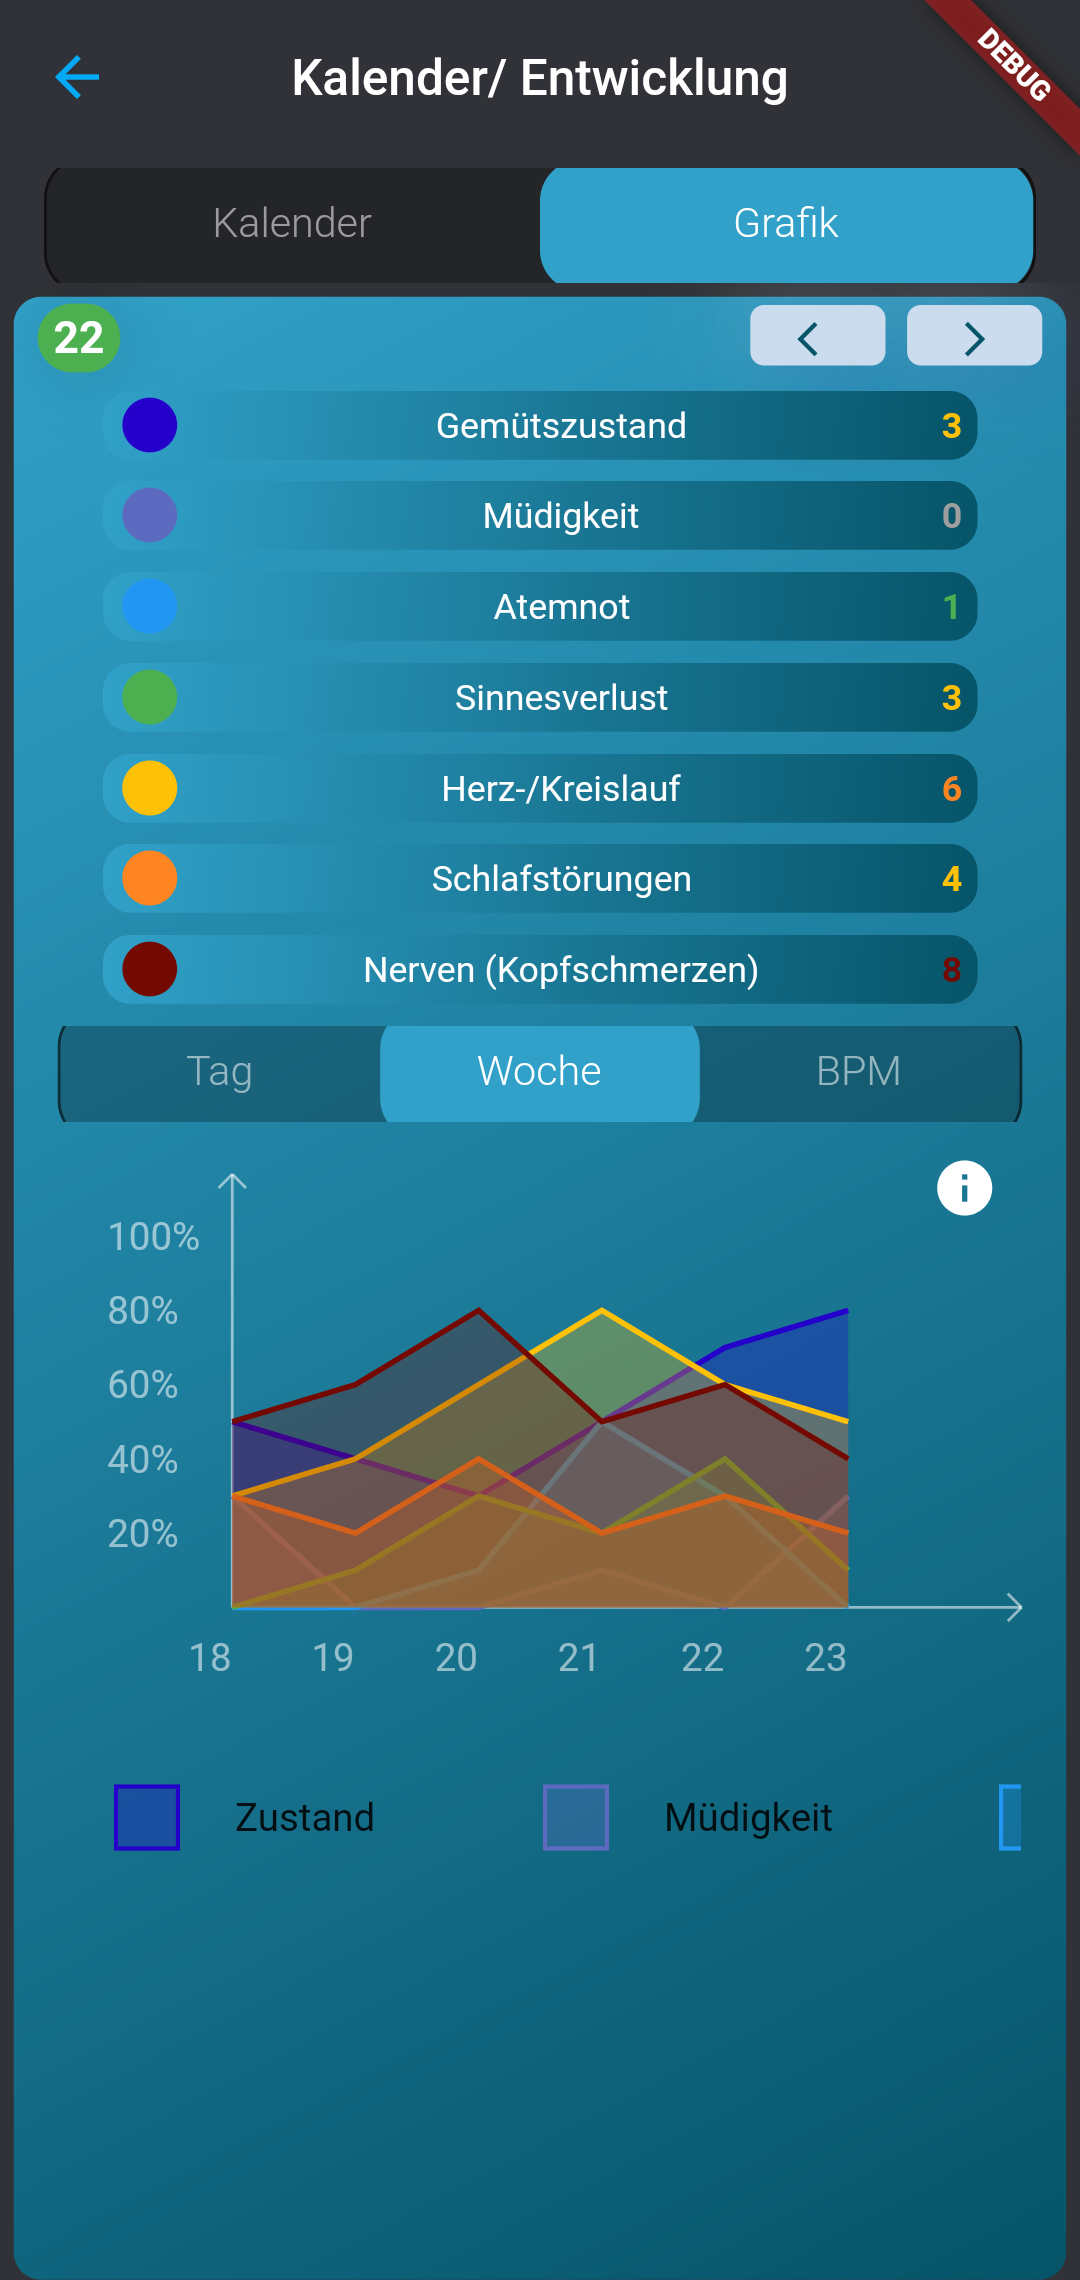 Kalender/ Entwicklung
DEBUG
Kalender
Grafik
22
Gemütszustand 3
Müdigkeit 0
Atemnot 1
Sinnesverlust 3
Herz-/Kreislauf 6
Schlafstörungen 4
Nerven (Kopfschmerzen) 8
Tag
Woche
BPM
100%
80%
60%
40%
20%
18 19 20 21 22 23
Zustand
Müdigkeit